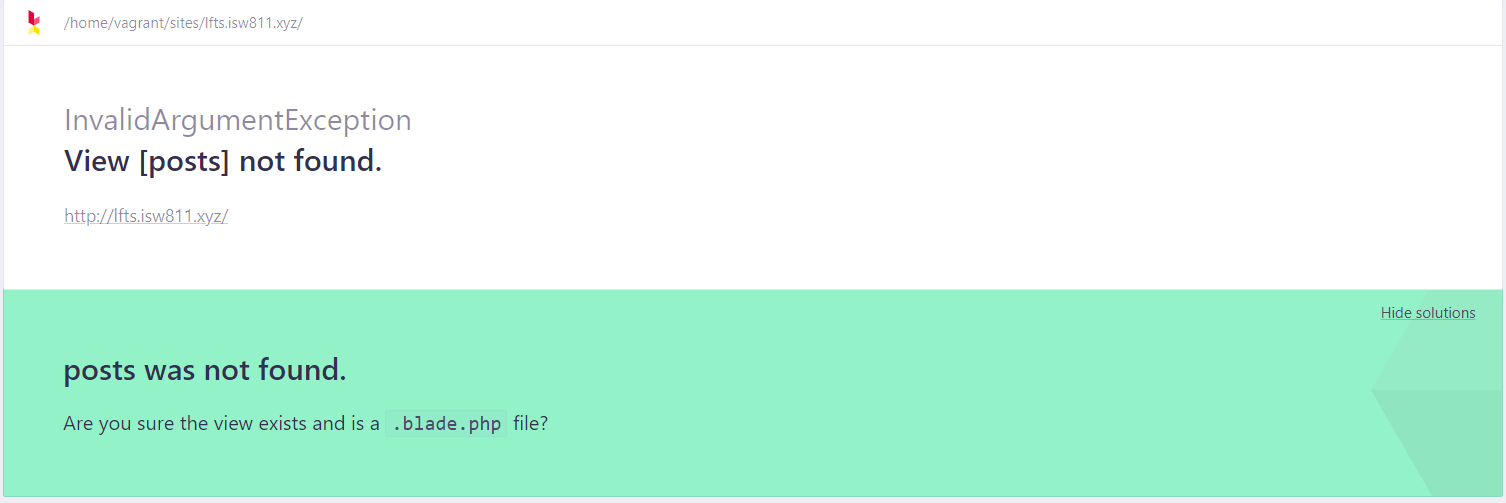 /home/vagrant/sites/lfts.isw811.xyz/
InvalidArgumentException
View [posts] not found.
http://lfts.isw811.xyz/
Hide solutions
posts was not found.
Are you sure the view exists and is a .blade.php file?